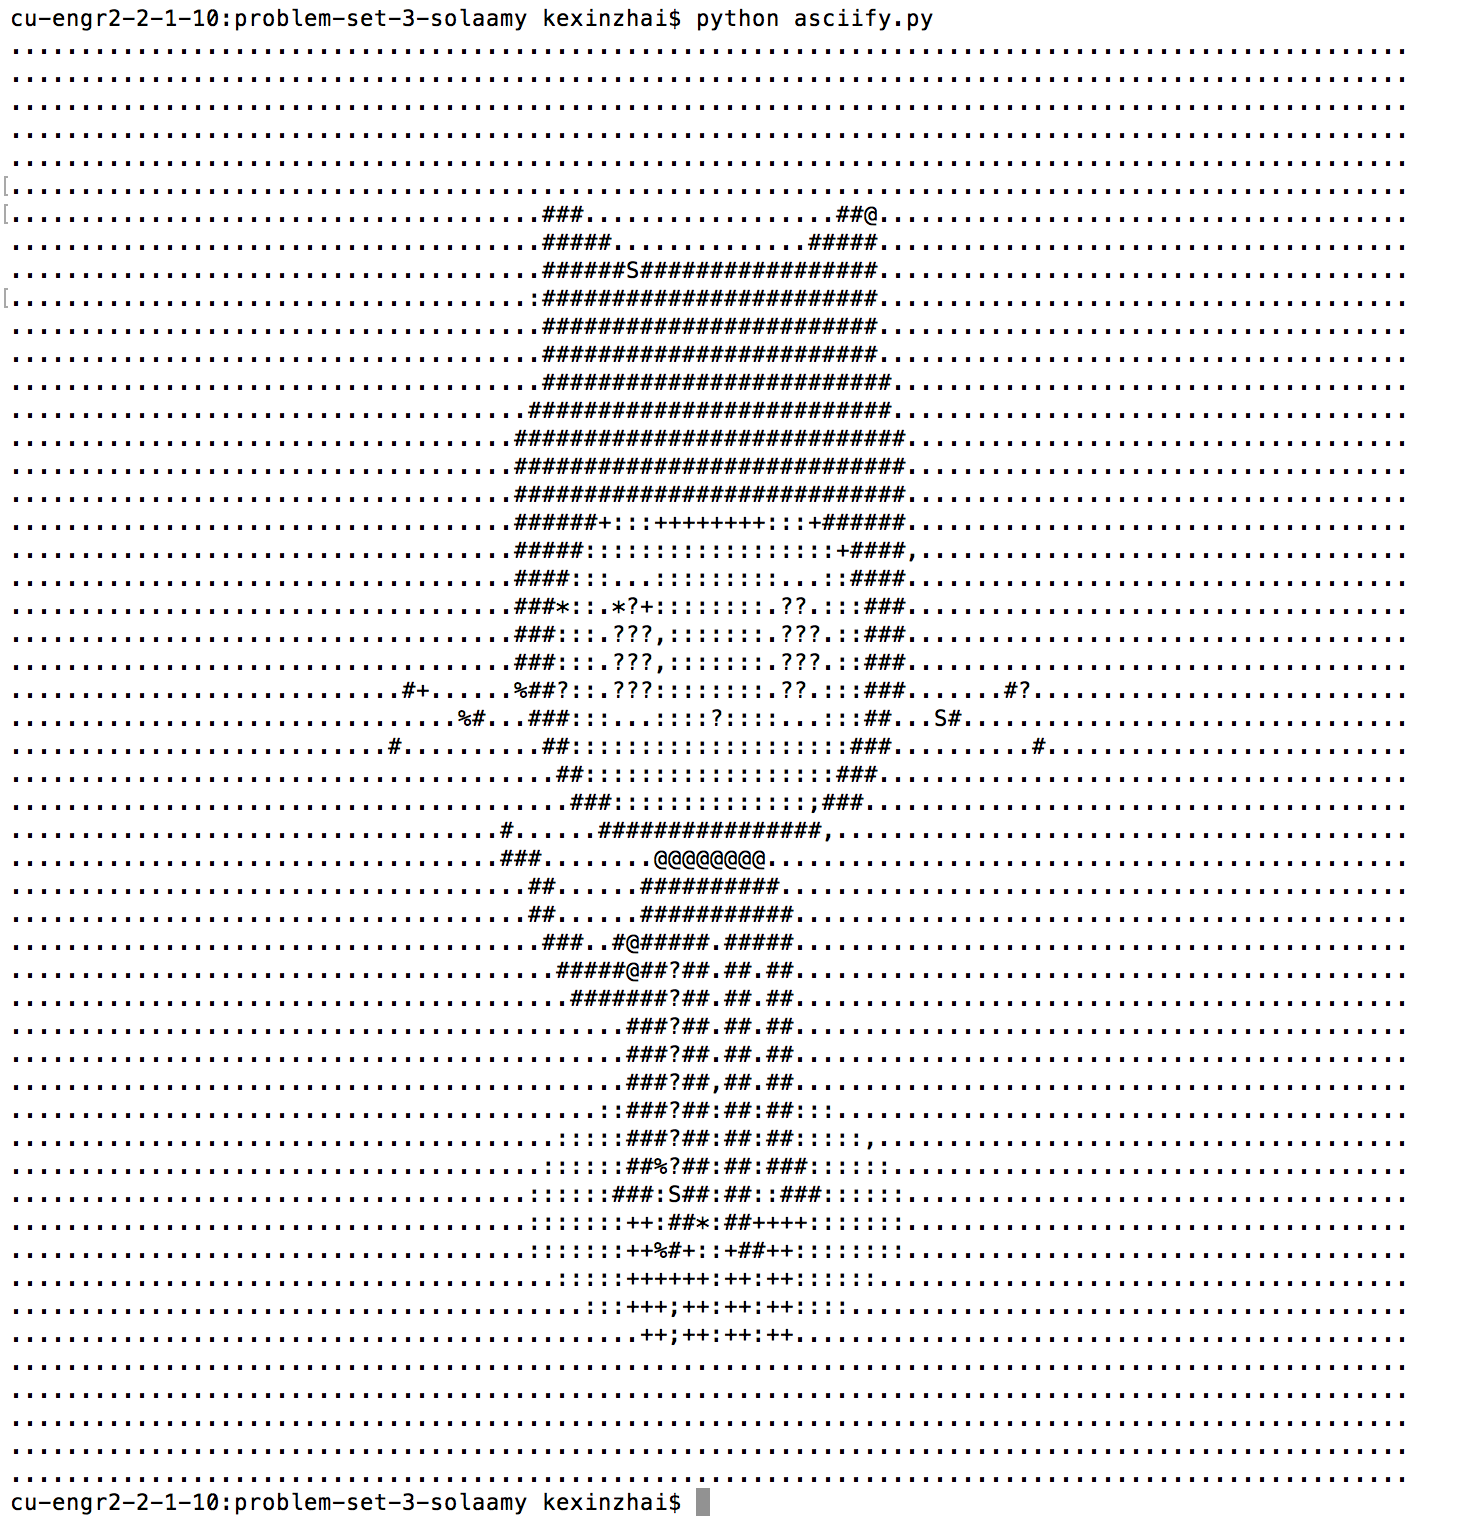 cu-engr2-2-1-10:problem-set-3-solaamy kexinzhai$ python asciify.py
cu-engr2-2-1-10:problem-set-3-solaamy kexinzhai$